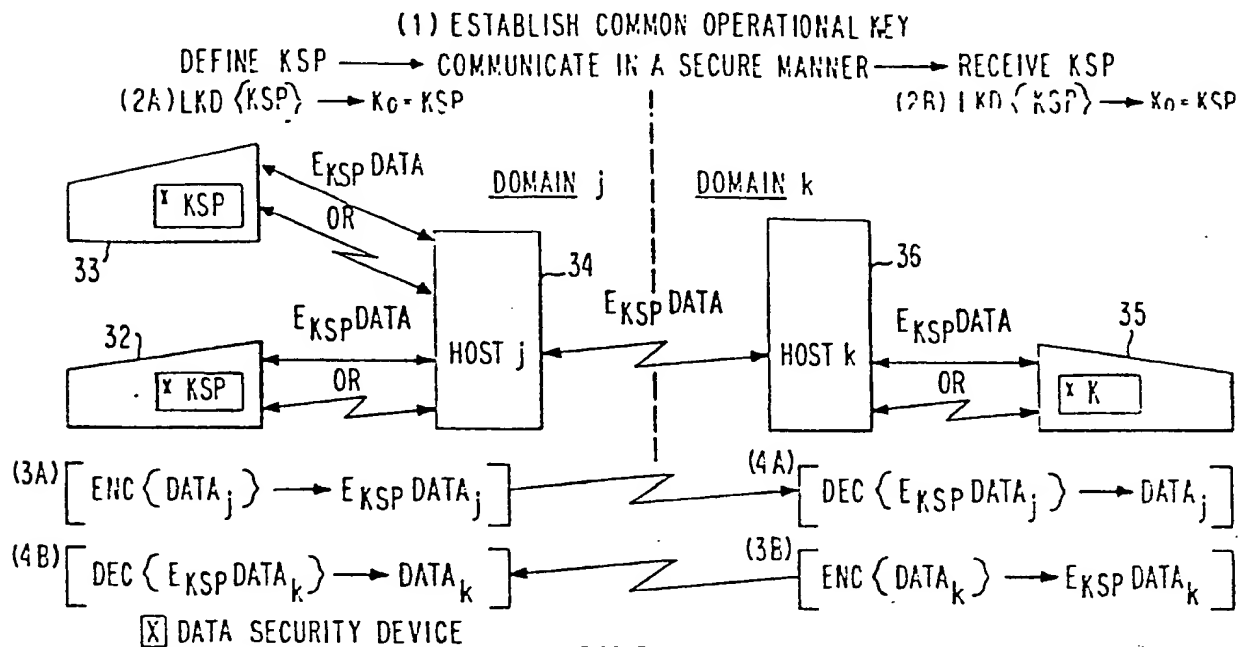 (1) ESTABLISH COMMON OPERATIONAL KEY
DEFINE KSP → COMMUNICATE IN A SECURE MANNER → RECEIVE KSP
(2A) LKD {KSP} → KO = KSP
(2B) LKD {KSP} → KO = KSP
EKSP DATA
OR
DOMAIN j
DOMAIN k
x KSP
33
34
36
EKSP DATA
EKSP DATA
EKSP DATA
32
35
x KSP
OR
HOST j
HOST k
OR
x K
(3A) [ENC {DATAj} → EKSP DATAj]
(4A) [DEC {EKSP DATAj} → DATAj]
(4B) [DEC {EKSP DATAk} → DATAk]
(3B) [ENC {DATAk} → EKSP DATAk]
X DATA SECURITY DEVICE